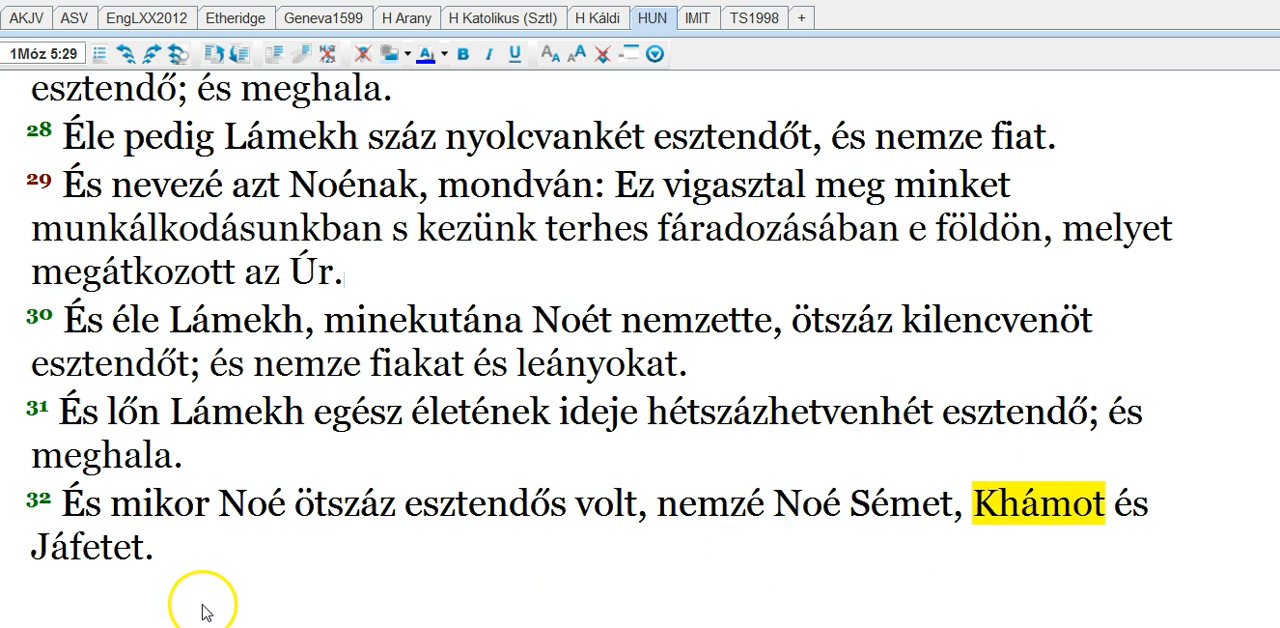 AKJV ASV EngLXX2012 Etheridge Geneva1599 H Arany H Katolikus (Sztl) H Káldi HUN IMIT TS1998 +
1Móz 5:29
esztendő; és meghala.
28 Éle pedig Lámekh száz nyolcvankét esztendőt, és nemze fiat.
29 És nevezé azt Noénak, mondván: Ez vigasztal meg minket
munkálkodásunkban s kezünk terhes fáradozásában e földön, melyet
megátkozott az Úr.
30 És éle Lámekh, minekutána Noét nemzette, ötszáz kilencvenöt
esztendőt; és nemze fiakat és leányokat.
31 És lőn Lámekh egész életének ideje hétszázhetvenhét esztendő; és
meghala.
32 És mikor Noé ötszáz esztendős volt, nemzé Noé Sémet, Khámot és
Jáfetet.